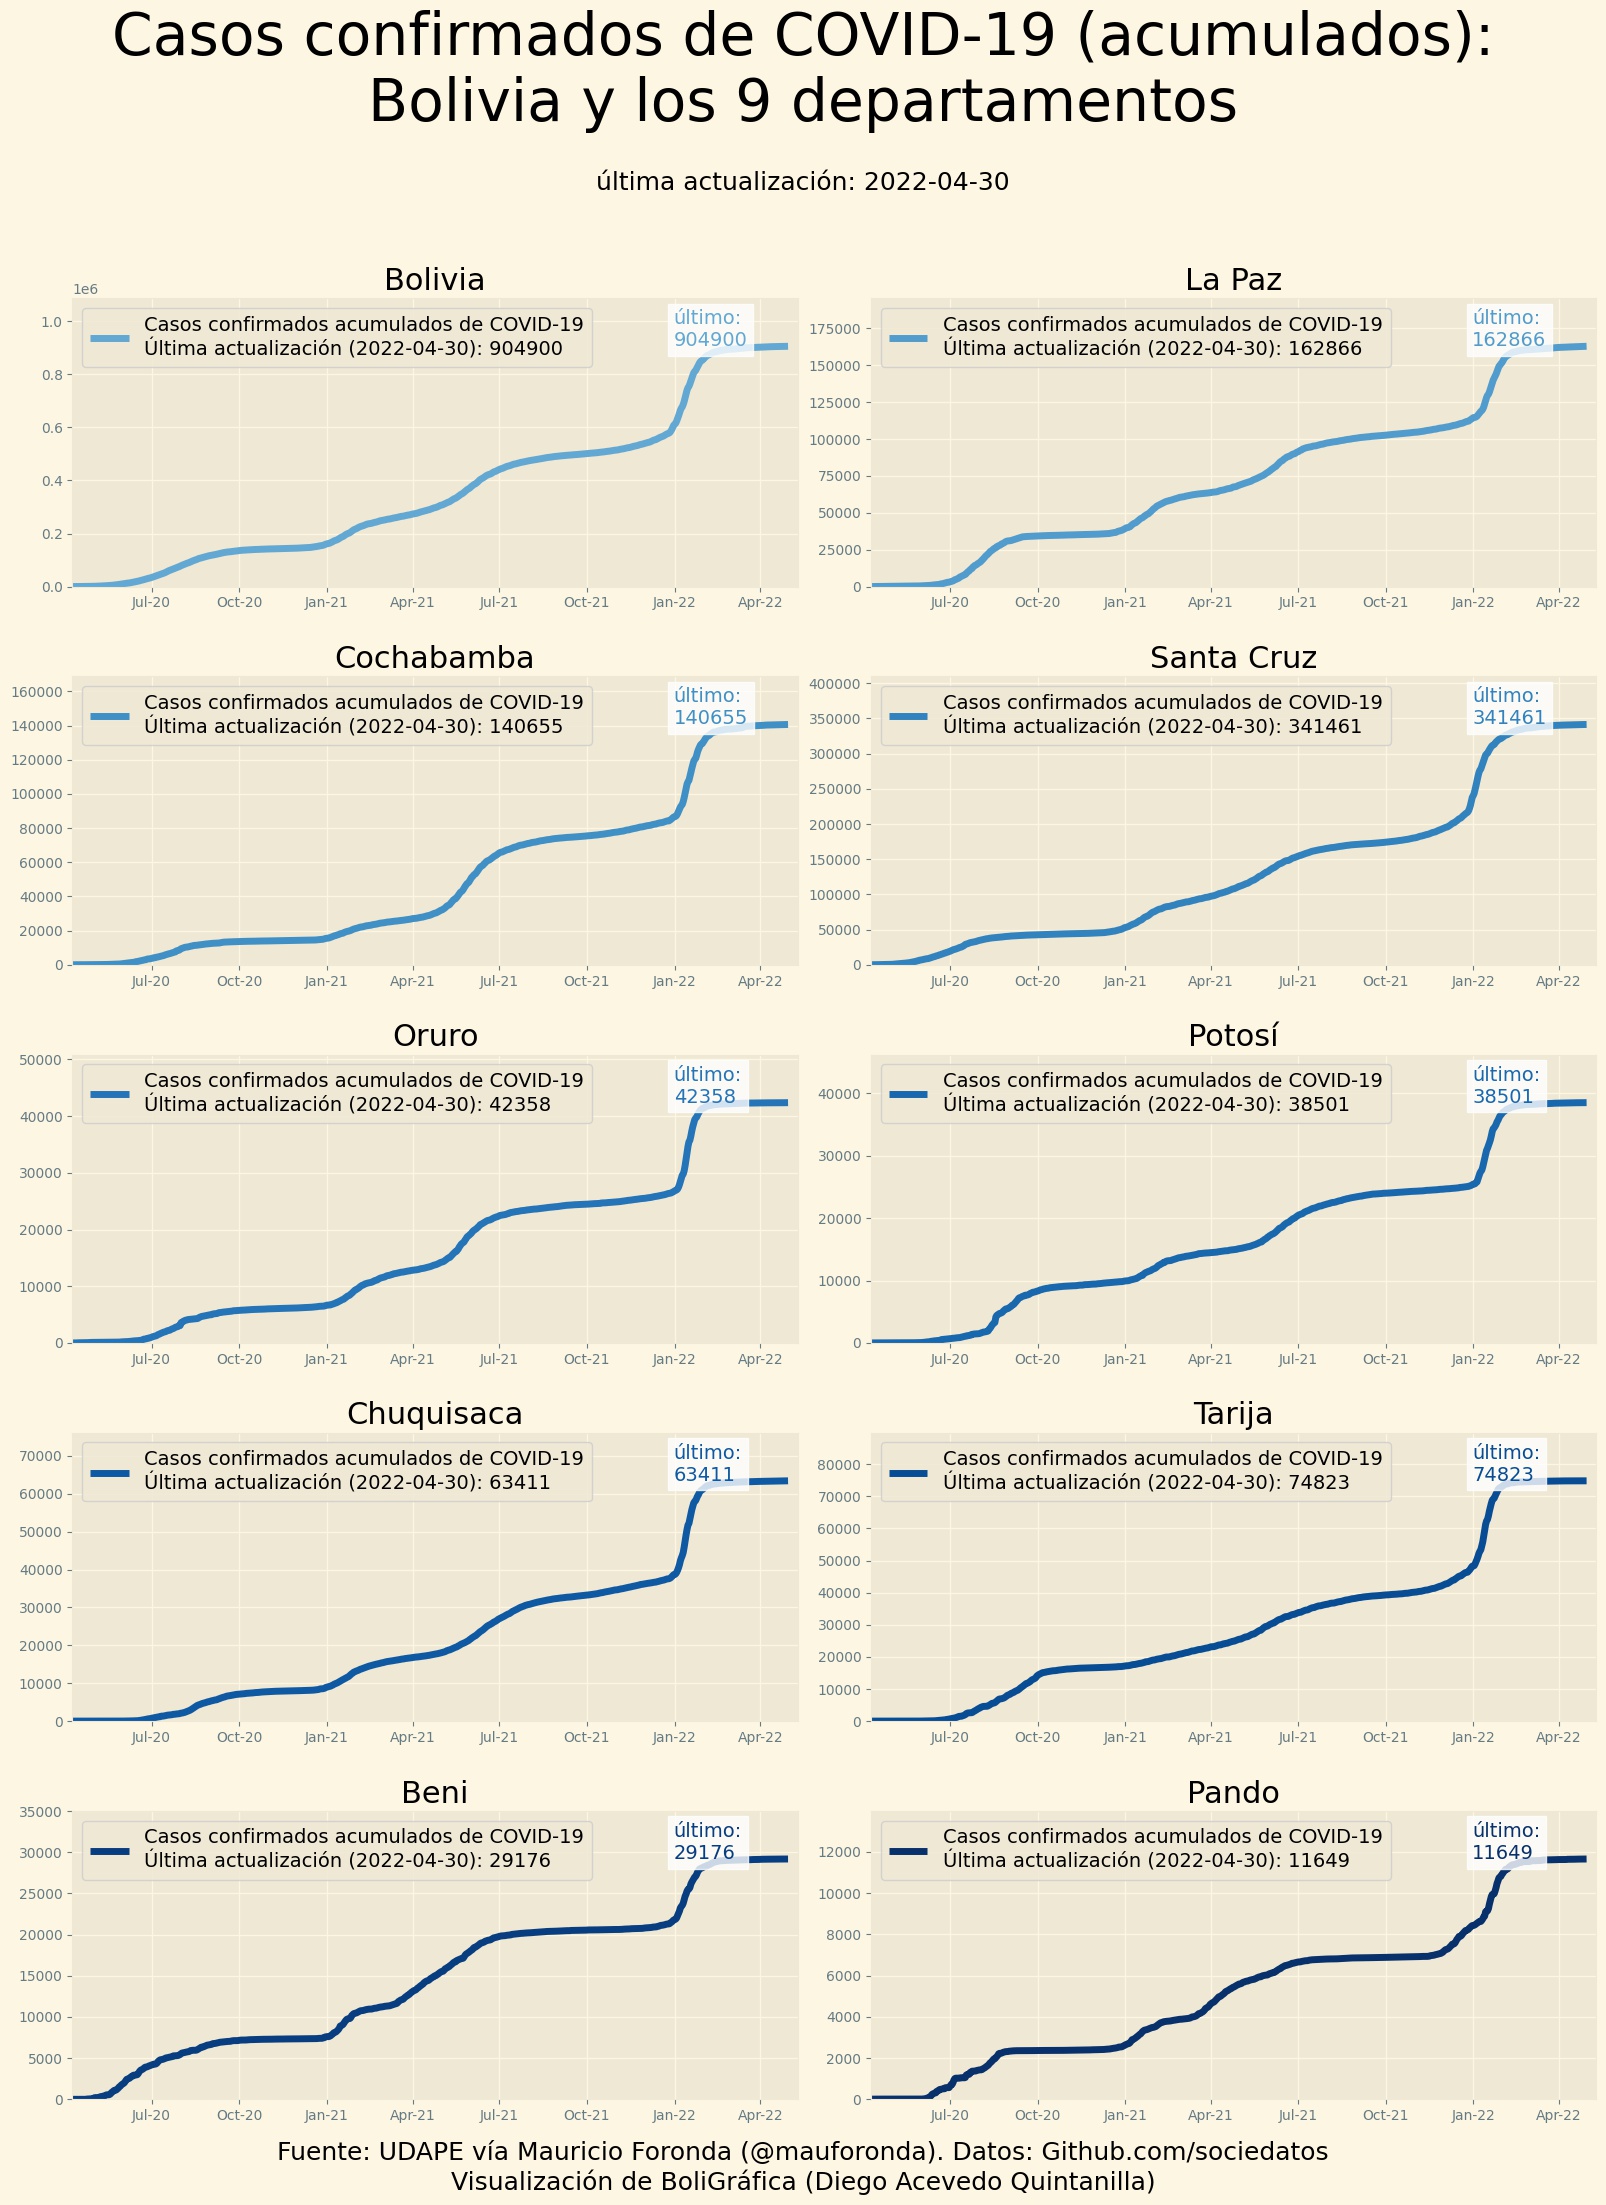 Casos confirmados de COVID-19 (acumulados):
Bolivia y los 9 departamentos
última actualización: 2022-04-30
Bolivia
1e6
Casos confirmados acumulados de COVID-19
Última actualización (2022-04-30): 904900
último:
904900
1.0
0.8
0.6
0.4
0.2
0.0
Jul-20 Oct-20 Jan-21 Apr-21 Jul-21 Oct-21 Jan-22 Apr-22
La Paz
Casos confirmados acumulados de COVID-19
Última actualización (2022-04-30): 162866
último:
162866
175000
150000
125000
100000
75000
50000
25000
0
Jul-20 Oct-20 Jan-21 Apr-21 Jul-21 Oct-21 Jan-22 Apr-22
Cochabamba
Casos confirmados acumulados de COVID-19
Última actualización (2022-04-30): 140655
último:
140655
160000
140000
120000
100000
80000
60000
40000
20000
0
Jul-20 Oct-20 Jan-21 Apr-21 Jul-21 Oct-21 Jan-22 Apr-22
Santa Cruz
Casos confirmados acumulados de COVID-19
Última actualización (2022-04-30): 341461
último:
341461
400000
350000
300000
250000
200000
150000
100000
50000
0
Jul-20 Oct-20 Jan-21 Apr-21 Jul-21 Oct-21 Jan-22 Apr-22
Oruro
Casos confirmados acumulados de COVID-19
Última actualización (2022-04-30): 42358
último:
42358
50000
40000
30000
20000
10000
0
Jul-20 Oct-20 Jan-21 Apr-21 Jul-21 Oct-21 Jan-22 Apr-22
Potosí
Casos confirmados acumulados de COVID-19
Última actualización (2022-04-30): 38501
último:
38501
40000
30000
20000
10000
0
Jul-20 Oct-20 Jan-21 Apr-21 Jul-21 Oct-21 Jan-22 Apr-22
Chuquisaca
Casos confirmados acumulados de COVID-19
Última actualización (2022-04-30): 63411
último:
63411
70000
60000
50000
40000
30000
20000
10000
0
Jul-20 Oct-20 Jan-21 Apr-21 Jul-21 Oct-21 Jan-22 Apr-22
Tarija
Casos confirmados acumulados de COVID-19
Última actualización (2022-04-30): 74823
último:
74823
80000
70000
60000
50000
40000
30000
20000
10000
0
Jul-20 Oct-20 Jan-21 Apr-21 Jul-21 Oct-21 Jan-22 Apr-22
Beni
Casos confirmados acumulados de COVID-19
Última actualización (2022-04-30): 29176
último:
29176
35000
30000
25000
20000
15000
10000
5000
0
Jul-20 Oct-20 Jan-21 Apr-21 Jul-21 Oct-21 Jan-22 Apr-22
Pando
Casos confirmados acumulados de COVID-19
Última actualización (2022-04-30): 11649
último:
11649
12000
10000
8000
6000
4000
2000
0
Jul-20 Oct-20 Jan-21 Apr-21 Jul-21 Oct-21 Jan-22 Apr-22
Fuente: UDAPE vía Mauricio Foronda (@mauforonda). Datos: Github.com/sociedatos
Visualización de BoliGráfica (Diego Acevedo Quintanilla)